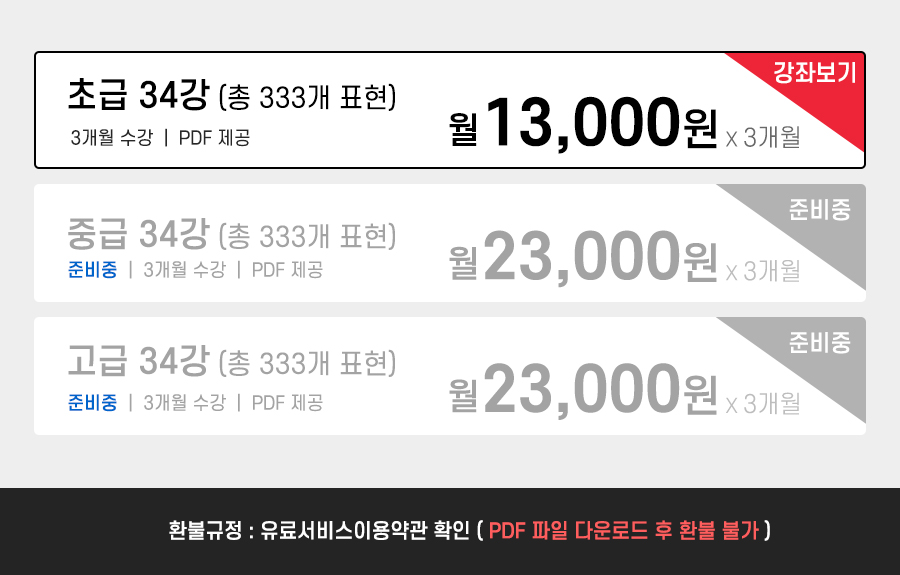 강좌보기
초급 34강 (총 333개 표현)
월 13,000원 x 3개월
3개월 수강 | PDF 제공
준비중
중급 34강 (총 333개 표현)
월 23,000원 x 3개월
준비중 | 3개월 수강 | PDF 제공
준비중
고급 34강 (총 333개 표현)
월 23,000원 x 3개월
준비중 | 3개월 수강 | PDF 제공
환불규정 : 유료서비스이용약관 확인 ( PDF 파일 다운로드 후 환불 불가 )